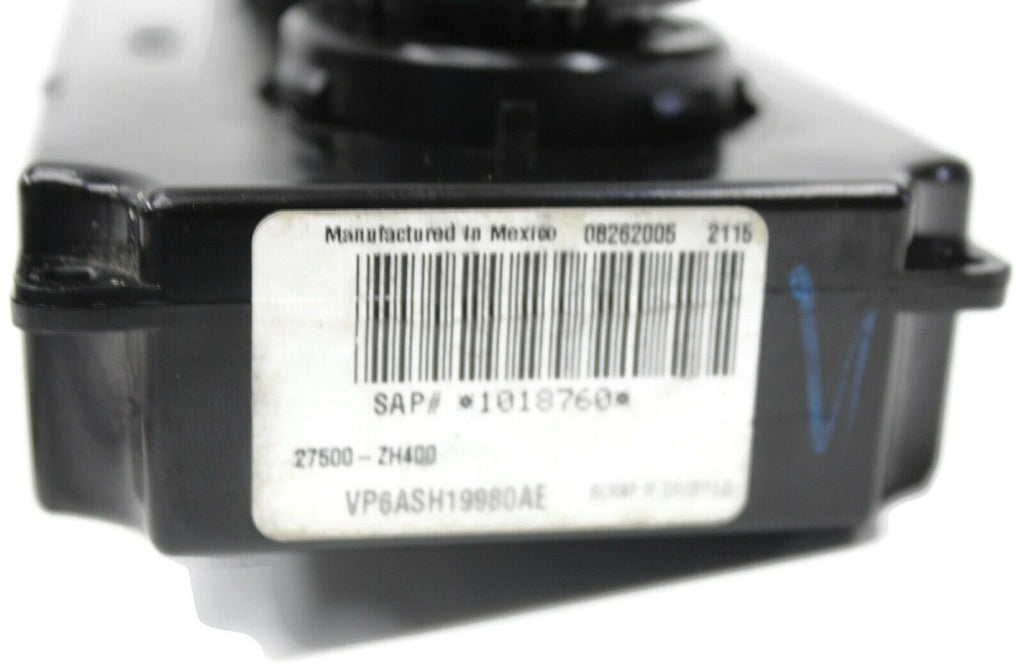 Manufactured in Mexico 08262005 2115
SAP# *1018760*
27500-ZH400
VP6ASH19980AE